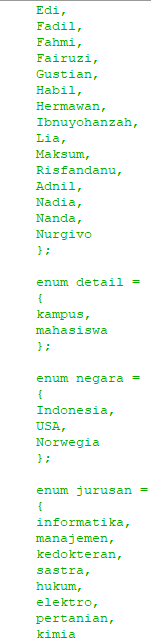 Edi,
Fadil,
Fahmi,
Fairuzi,
Gustian,
Habil,
Hermawan,
Ibnuyohanzah,
Lia,
Maksum,
Risfandanu,
Adnil,
Nadia,
Nanda,
Nurgivo
};
enum detail =
{
kampus,
mahasiswa
};
enum negara =
{
Indonesia,
USA,
Norwegia
};
enum jurusan =
{
informatika,
manajemen,
kedokteran,
sastra,
hukum,
elektro,
pertanian,
kimia